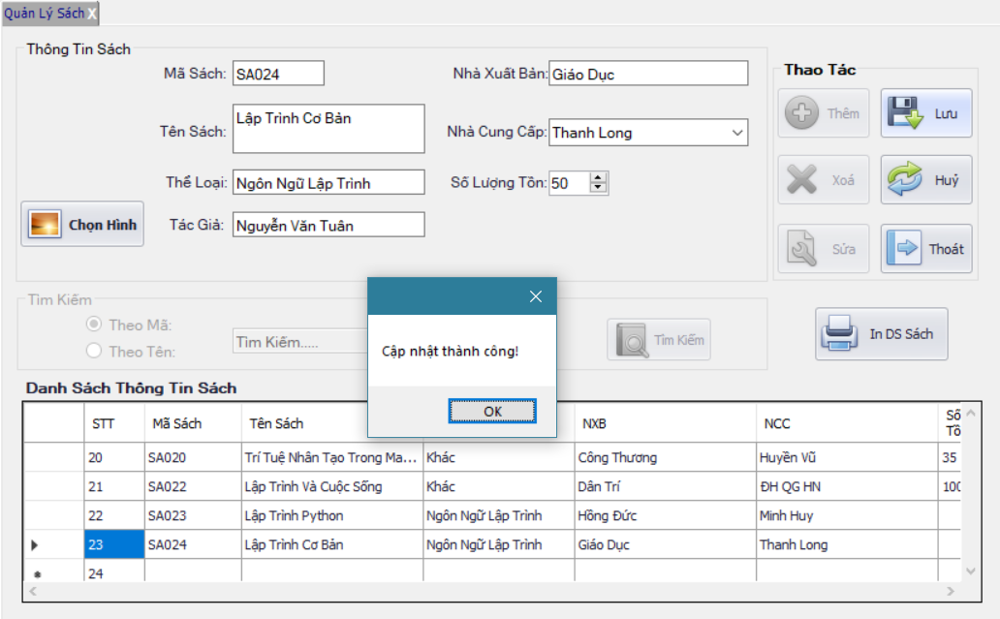 Quản Lý Sách X
Thông Tin Sách
Mã Sách: SA024
Nhà Xuất Bản: Giáo Dục
Tên Sách: Lập Trình Cơ Bản
Nhà Cung Cấp: Thanh Long
Thể Loại: Ngôn Ngữ Lập Trình
Số Lượng Tồn: 50
Chọn Hình
Tác Giả: Nguyễn Văn Tuân
Thao Tác
Thêm
Lưu
Xoá
Huỷ
Sửa
Thoát
Tìm Kiếm
Theo Mã:
Theo Tên:
Tìm Kiếm.....
Tìm Kiếm
In DS Sách
Cập nhật thành công!
OK
Danh Sách Thông Tin Sách
STT Mã Sách Tên Sách NXB NCC Số Tồ
20 SA020 Trí Tuệ Nhân Tạo Trong Ma... Khác Công Thương Huyền Vũ 35
21 SA022 Lập Trình Và Cuộc Sống Khác Dân Trí ĐH QG HN 100
22 SA023 Lập Trình Python Ngôn Ngữ Lập Trình Hồng Đức Minh Huy
23 SA024 Lập Trình Cơ Bản Ngôn Ngữ Lập Trình Giáo Dục Thanh Long
24